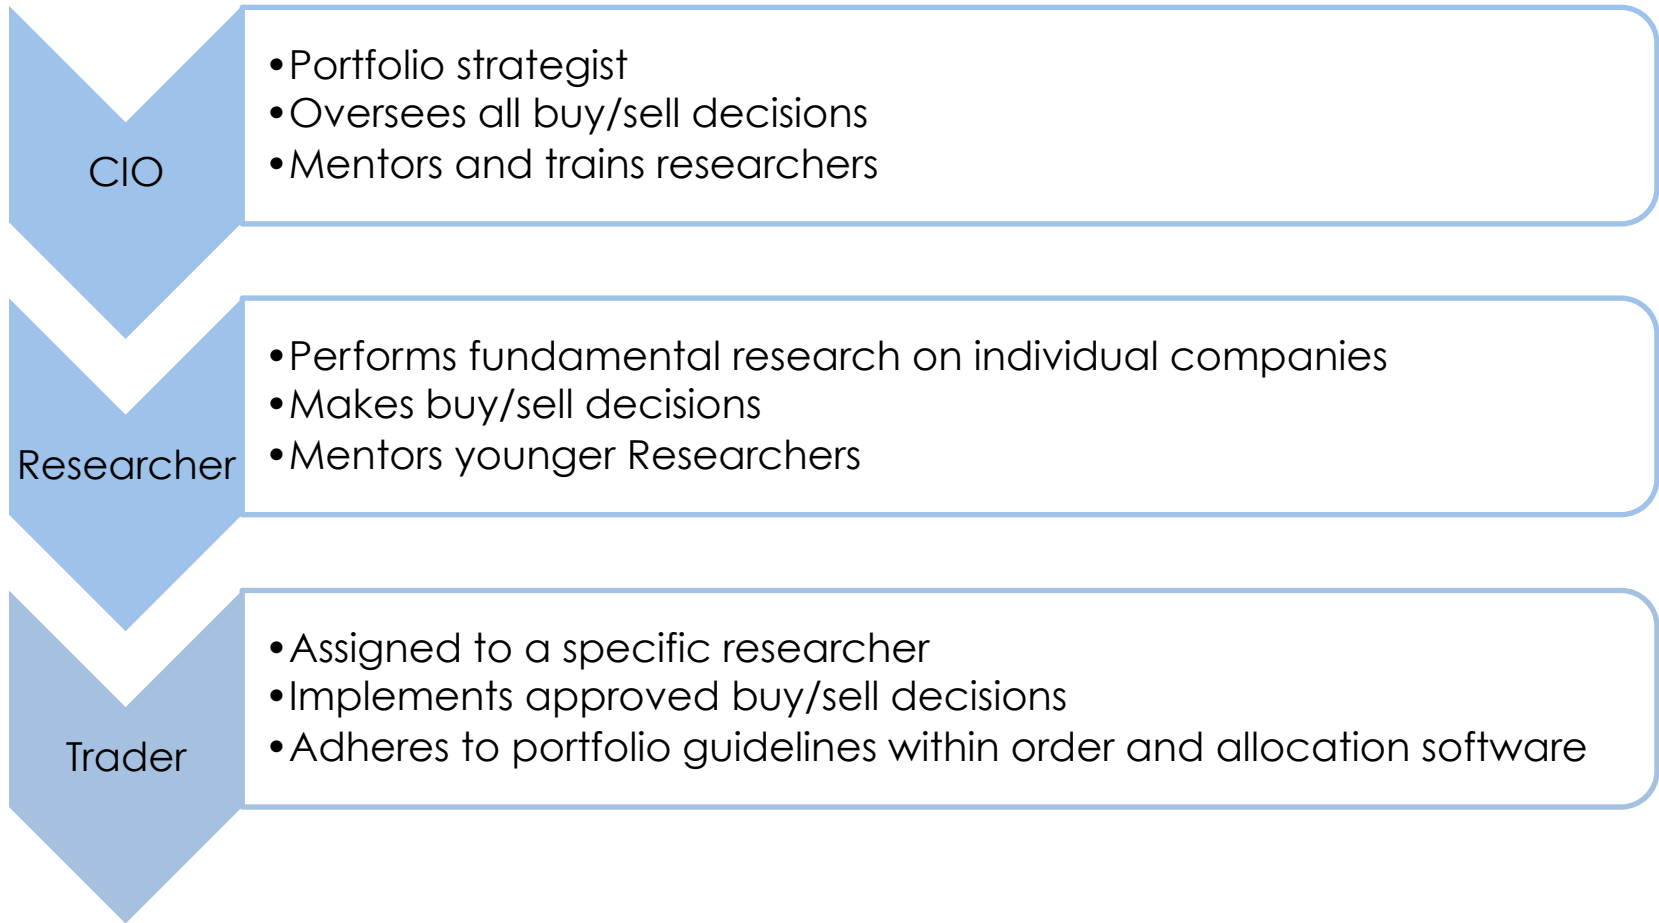 CIO
•Portfolio strategist
•Oversees all buy/sell decisions
•Mentors and trains researchers
Researcher
•Performs fundamental research on individual companies
•Makes buy/sell decisions
•Mentors younger Researchers
Trader
•Assigned to a specific researcher
•Implements approved buy/sell decisions
•Adheres to portfolio guidelines within order and allocation software